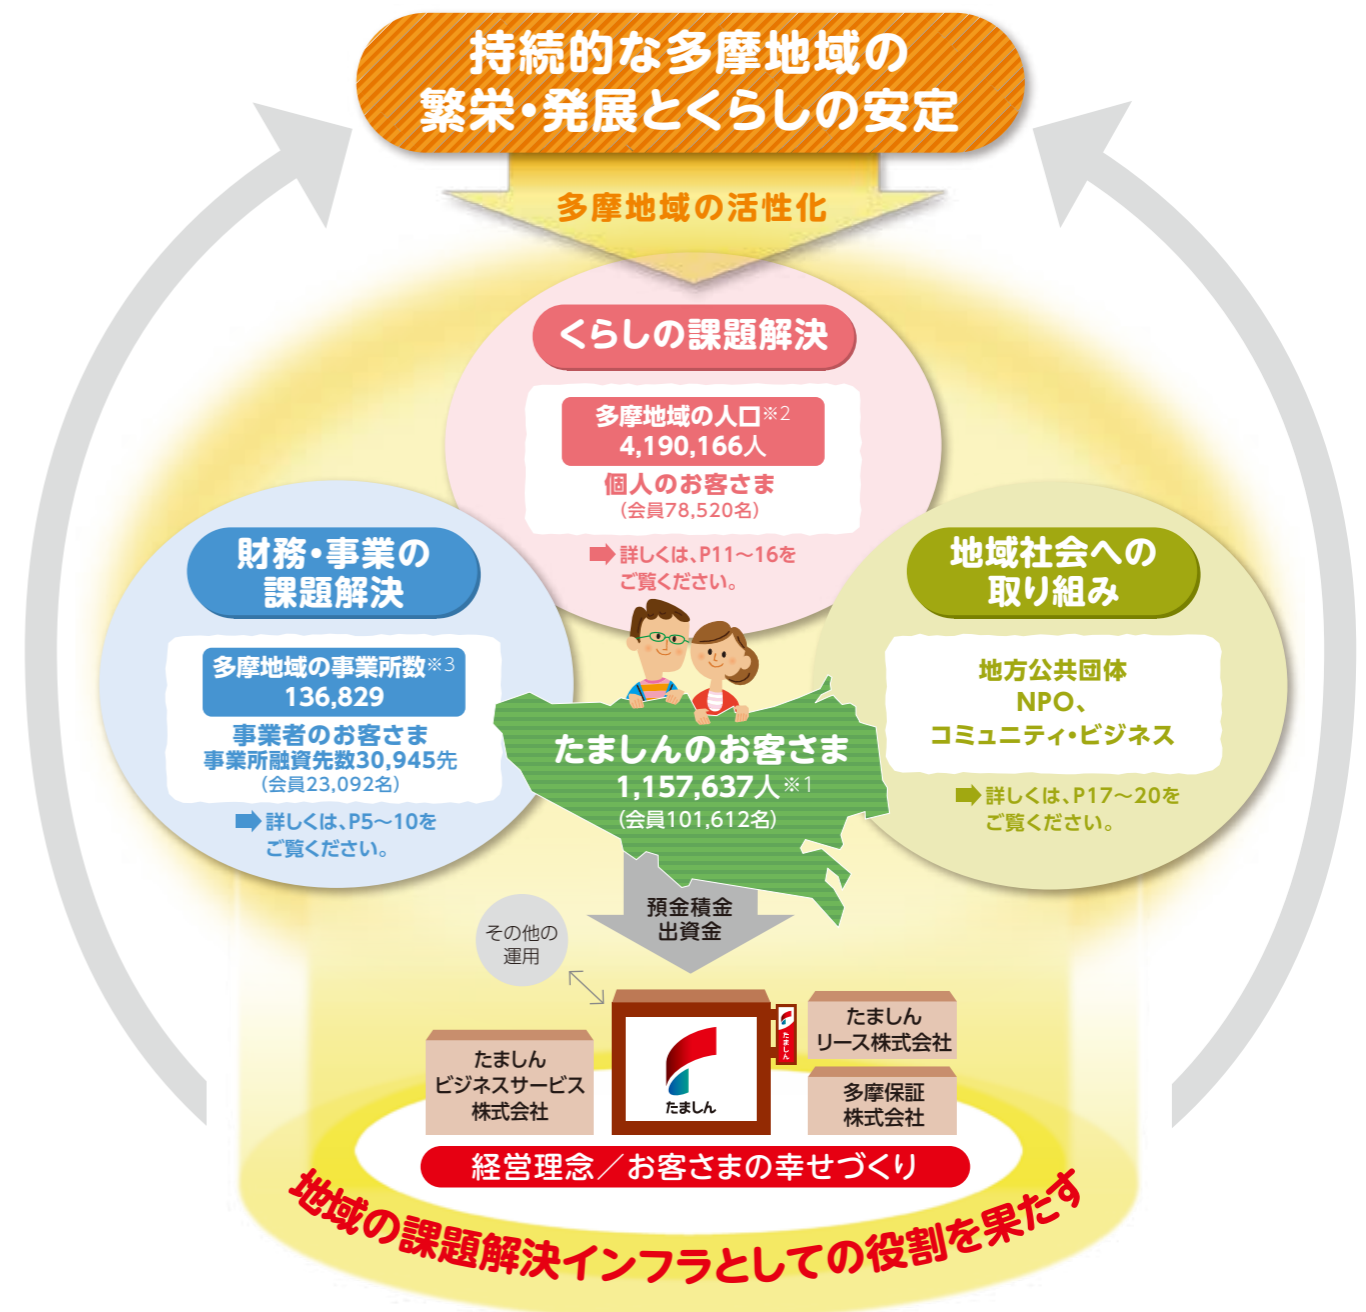 持続的な多摩地域の
繁栄・発展とくらしの安定
多摩地域の活性化
くらしの課題解決
多摩地域の人口※2
4,190,166人
個人のお客さま
（会員78,520名）
詳しくは、P11～16を
ご覧ください。
財務・事業の
課題解決
多摩地域の事業所数※3
136,829
事業者のお客さま
事業所融資先数30,945先
（会員23,092名）
詳しくは、P5～10を
ご覧ください。
地域社会への
取り組み
地方公共団体
NPO、
コミュニティ・ビジネス
詳しくは、P17～20を
ご覧ください。
たましんのお客さま
1,157,637人※1
（会員101,612名）
預金積金
出資金
その他の
運用
たましん
ビジネスサービス
株式会社
たましん
たましん
たましん
リース株式会社
多摩保証
株式会社
経営理念／お客さまの幸せづくり
地域の課題解決インフラとしての役割を果たす